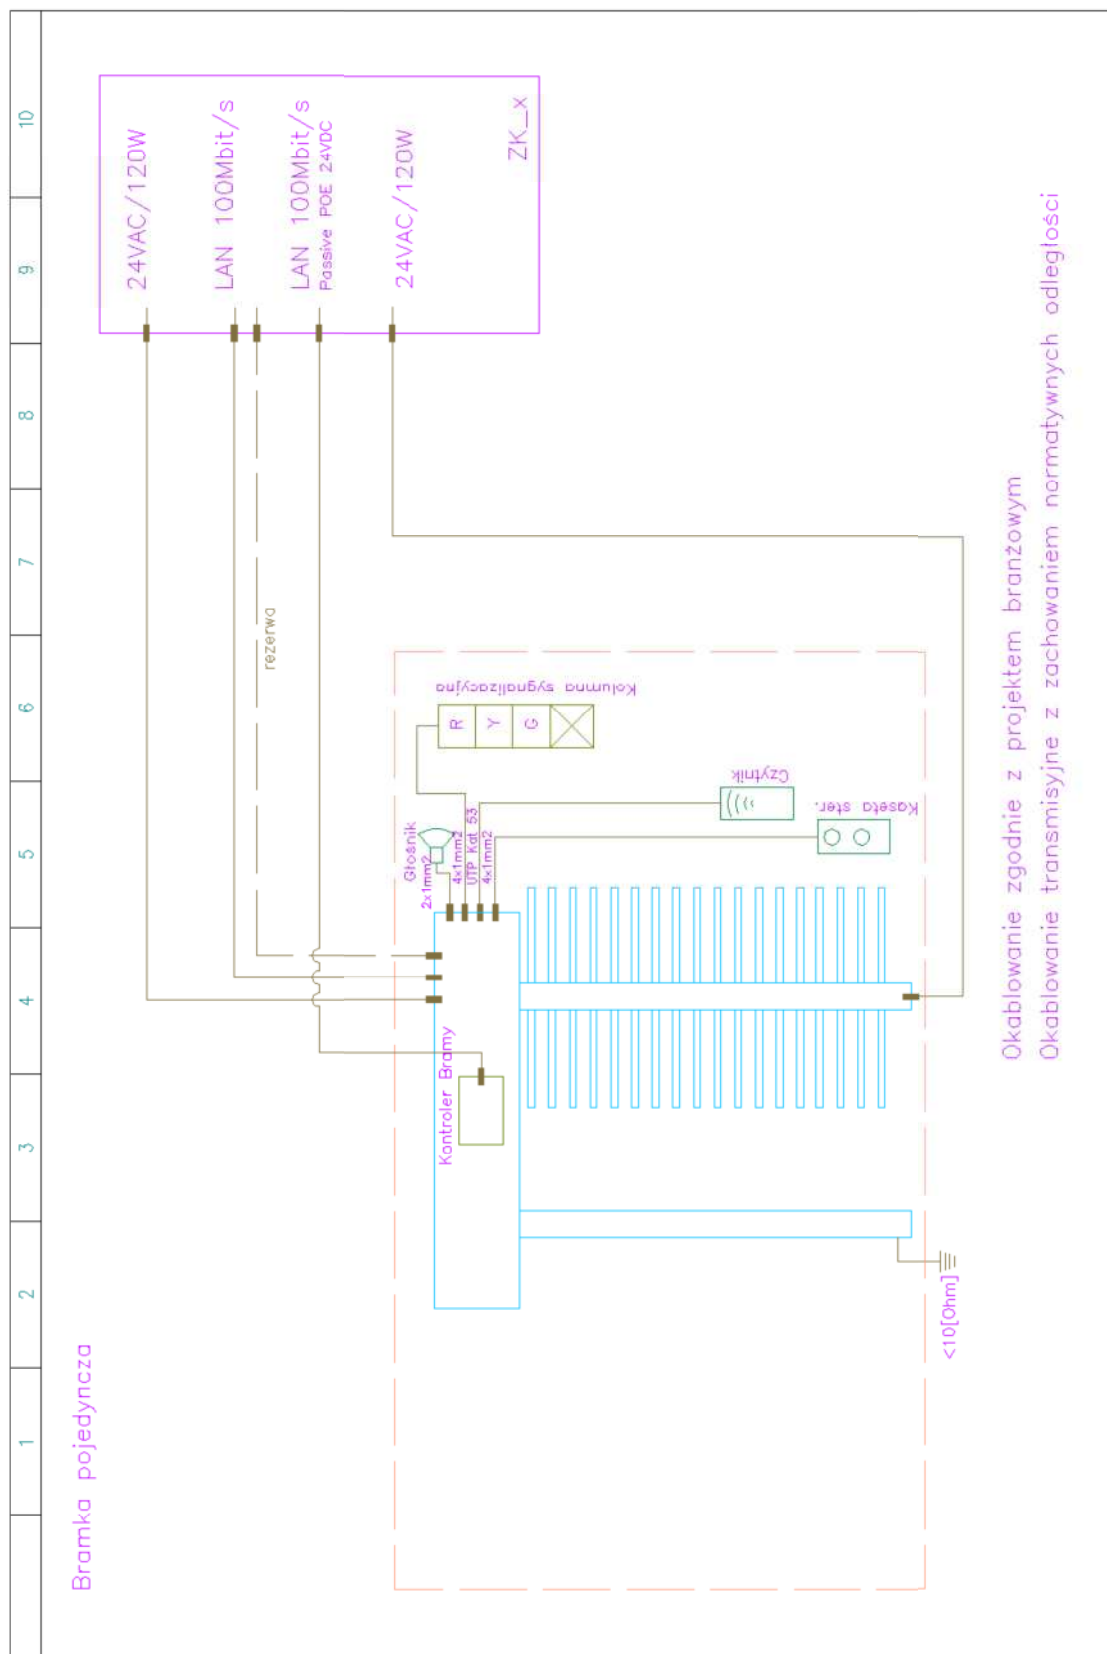 Bramka pojedyncza
1
2
3
4
5
6
7
8
9
10
24VAC/120W
LAN 100Mbit/s
LAN 100Mbit/s
Passive POE 24VDC
24VAC/120W
ZK_x
rezerwa
Kolumna sygnalizacyjna
R
Y
G
Głośnik
2x1mm2
4x1mm2
UTP Kat 53
4x1mm2
Czytnik
Kaseta ster.
Kontroler Bramy
<10[Ohm]
Okablowanie zgodnie z projektem branżowym
Okablowanie transmisyjne z zachowaniem normatywnych odległości